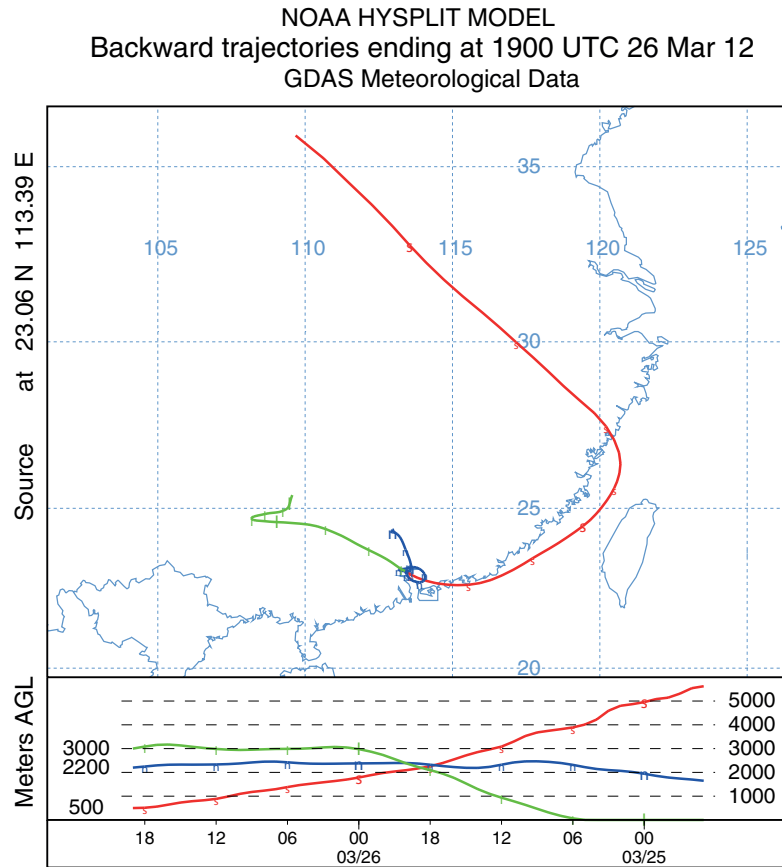 NOAA HYSPLIT MODEL
Backward trajectories ending at 1900 UTC 26 Mar 12
GDAS Meteorological Data
Source at 23.06 N 113.39 E
35
105 110 115 120 125
30
25
20
Meters AGL
5000
4000
3000 3000
2200 2000
1000
500
18 12 06 00 18 12 06 00
03/26 03/25